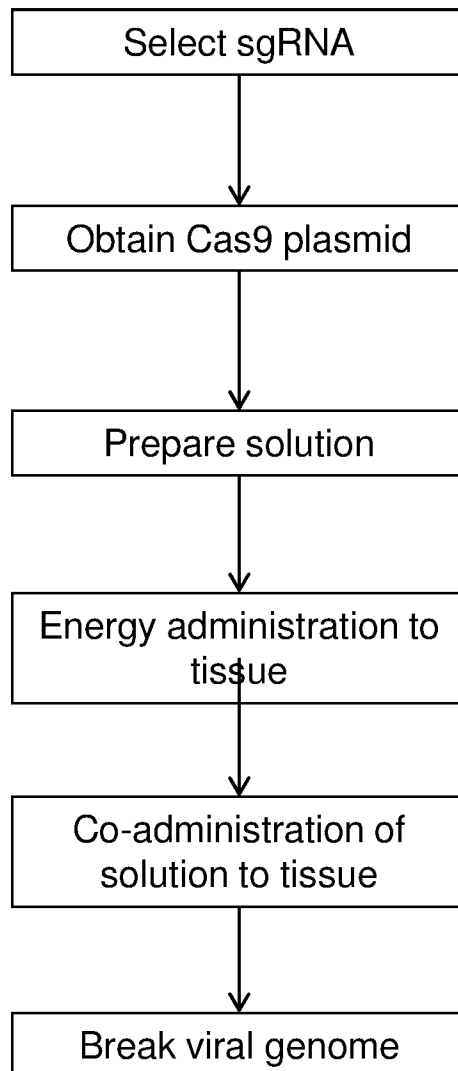 Select sgRNA
Obtain Cas9 plasmid
Prepare solution
Energy administration to
tissue
Co-administration of
solution to tissue
Break viral genome